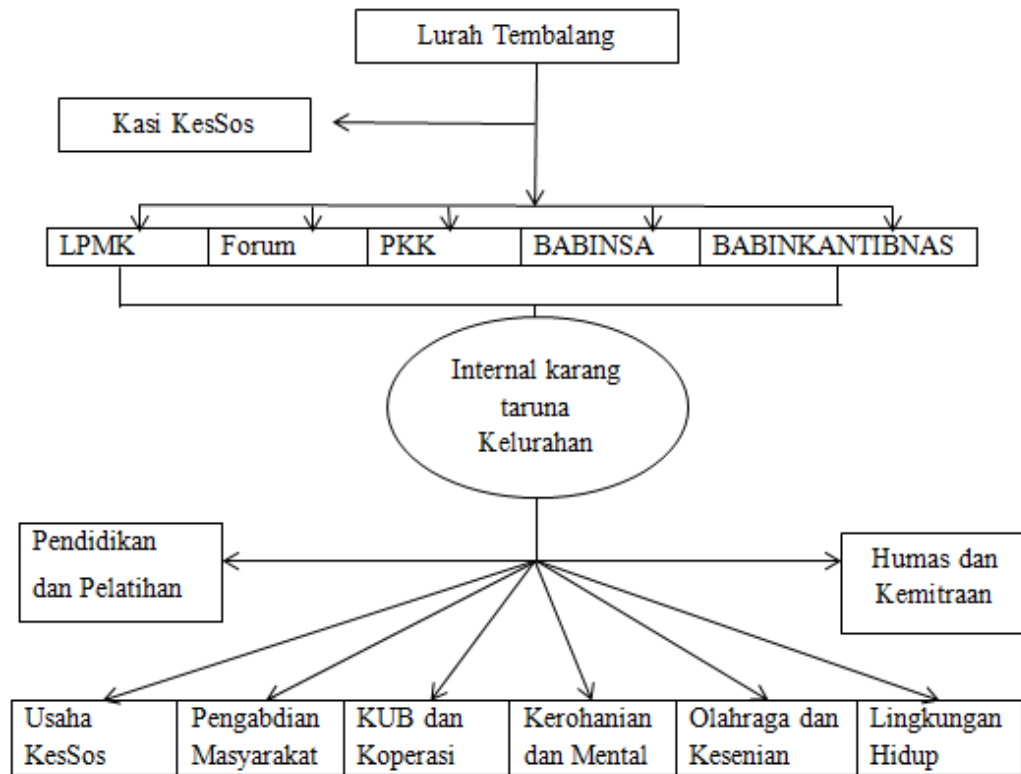 Lurah Tembalang
Kasi KesSos
LPMK
Forum
PKK
BABINSA
BABINKANTIBNAS
Internal karang
taruna
Kelurahan
Pendidikan
dan Pelatihan
Humas dan
Kemitraan
Usaha
KesSos
Pengabdian
Masyarakat
KUB dan
Koperasi
Kerohanian
dan Mental
Olahraga dan
Kesenian
Lingkungan
Hidup